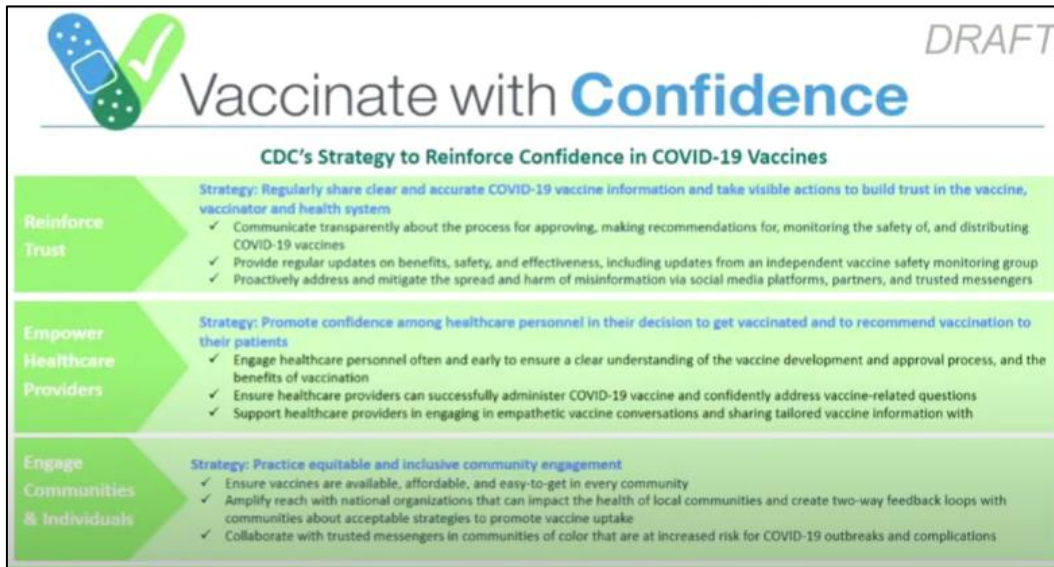 DRAFT
Vaccinate with Confidence
CDC's Strategy to Reinforce Confidence in COVID-19 Vaccines
Reinforce
Trust
Strategy: Regularly share clear and accurate COVID-19 vaccine information and take visible actions to build trust in the vaccine,
vaccinator and health system
✓ Communicate transparently about the process for approving, making recommendations for, monitoring the safety of, and distributing
COVID-19 vaccines
✓ Provide regular updates on benefits, safety, and effectiveness, including updates from an independent vaccine safety monitoring group
✓ Proactively address and mitigate the spread and harm of misinformation via social media platforms, partners, and trusted messengers
Empower
Healthcare
Providers
Strategy: Promote confidence among healthcare personnel in their decision to get vaccinated and to recommend vaccination to
their patients
✓ Engage healthcare personnel often and early to ensure a clear understanding of the vaccine development and approval process, and the
benefits of vaccination
✓ Ensure healthcare providers can successfully administer COVID-19 vaccine and confidently address vaccine-related questions
✓ Support healthcare providers in engaging in empathetic vaccine conversations and sharing tailored vaccine information with
Engage
Communities
& Individuals
Strategy: Practice equitable and inclusive community engagement
✓ Ensure vaccines are available, affordable, and easy-to-get in every community
✓ Amplify reach with national organizations that can impact the health of local communities and create two-way feedback loops with
communities about acceptable strategies to promote vaccine uptake
✓ Collaborate with trusted messengers in communities of color that are at increased risk for COVID-19 outbreaks and complications